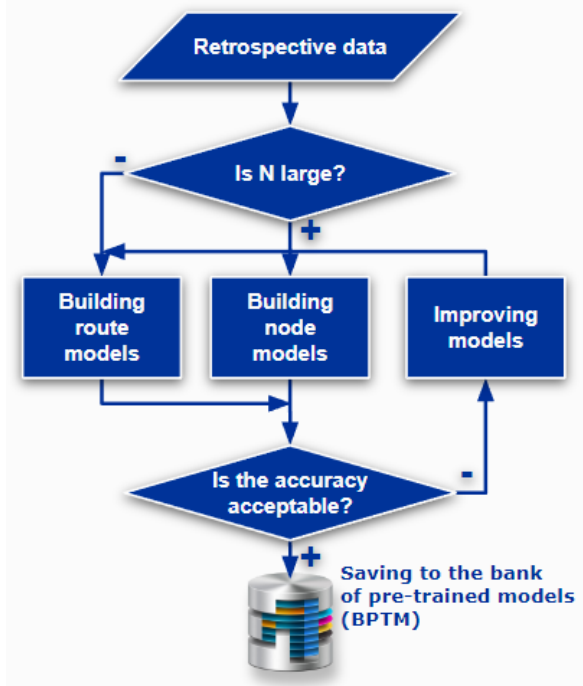 Retrospective data
Is N large?
-
+
Building
route
models
Building
node
models
Improving
models
Is the accuracy
acceptable?
-
+
Saving to the bank
of pre-trained models
(BPTM)